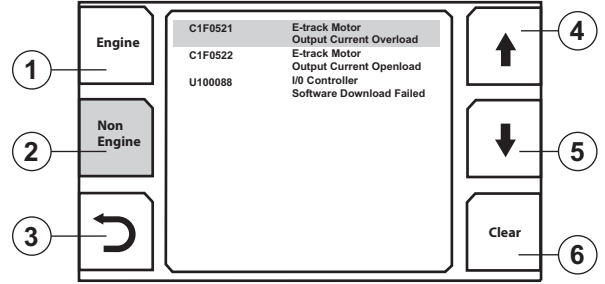 Engine
Non
Engine
C1F0521 E-track Motor
Output Current Overload
C1F0522 E-track Motor
Output Current Openload
U100088 I/0 Controller
Software Download Failed
Clear
1
2
3
4
5
6